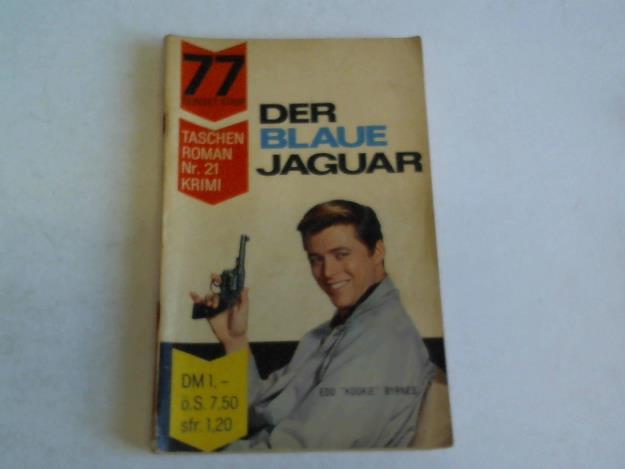 77
SUNSET STRIP
TASCHEN
ROMAN
Nr. 21
KRIMI
DER
BLAUE
JAGUAR
EDD "KOOKIE" BYRNES
DM 1,–
ö.S. 7,50
sfr. 1,20